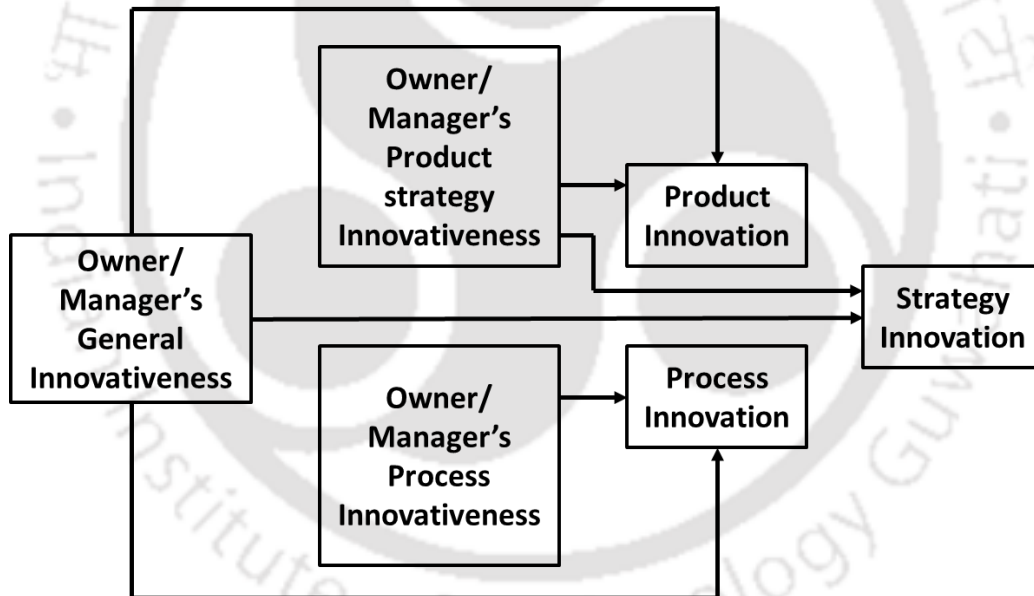 Owner/
Manager's
Product
strategy
Innovativeness
Product
Innovation
Owner/
Manager's
General
Innovativeness
Strategy
Innovation
Owner/
Manager's
Process
Innovativeness
Process
Innovation
Institute